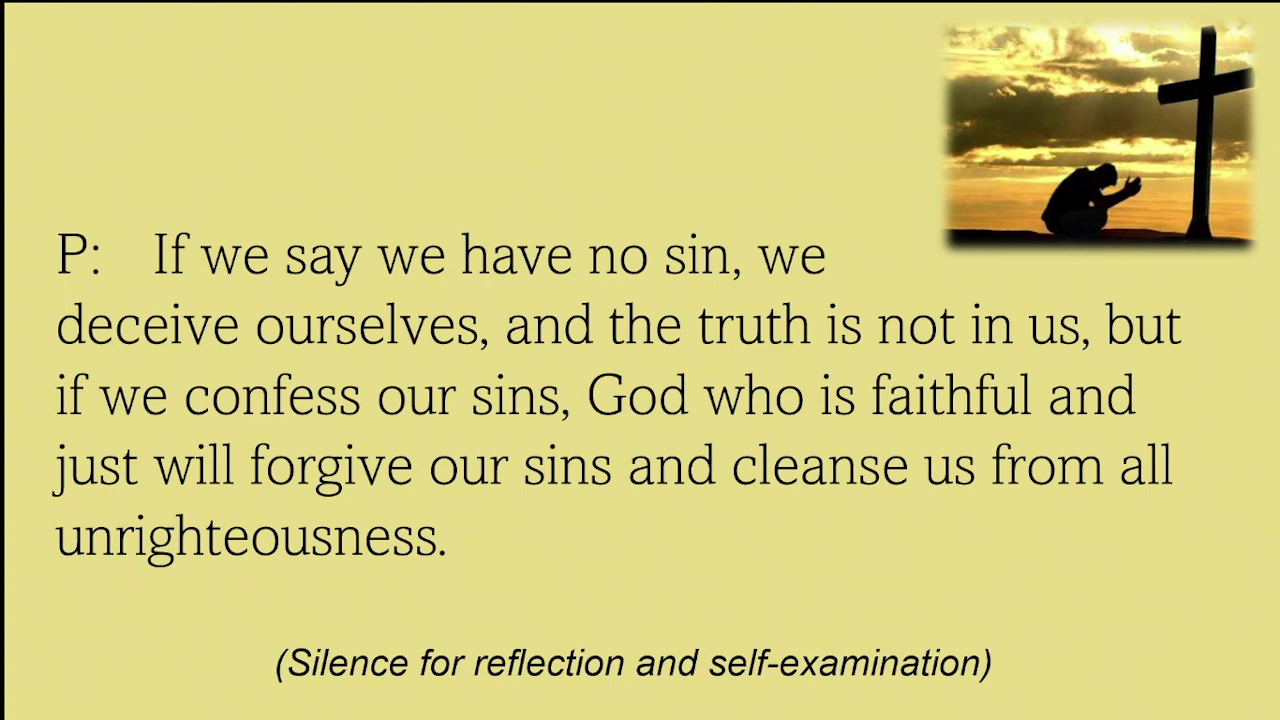 P: If we say we have no sin, we
deceive ourselves, and the truth is not in us, but
if we confess our sins, God who is faithful and
just will forgive our sins and cleanse us from all
unrighteousness.
(Silence for reflection and self-examination)